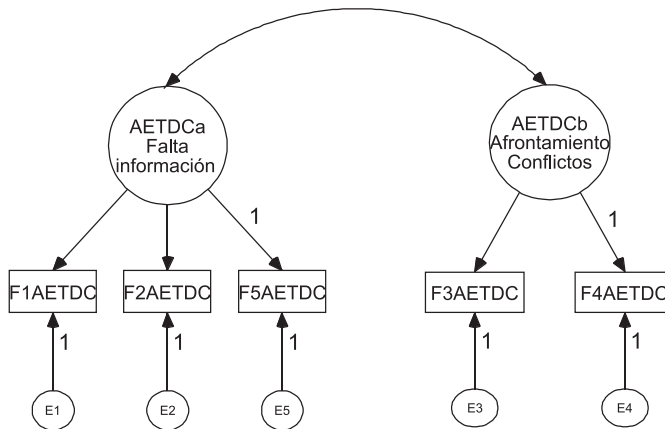 AETDCa
Falta
información
AETDCb
Afrontamiento
Conflictos
1
1
F1AETDC
F2AETDC
F5AETDC
F3AETDC
F4AETDC
1
1
1
1
1
E1
E2
E5
E3
E4